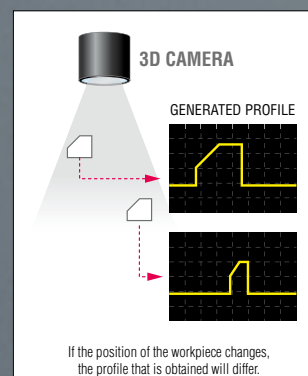 3D CAMERA
GENERATED PROFILE
If the position of the workpiece changes,
the profile that is obtained will differ.